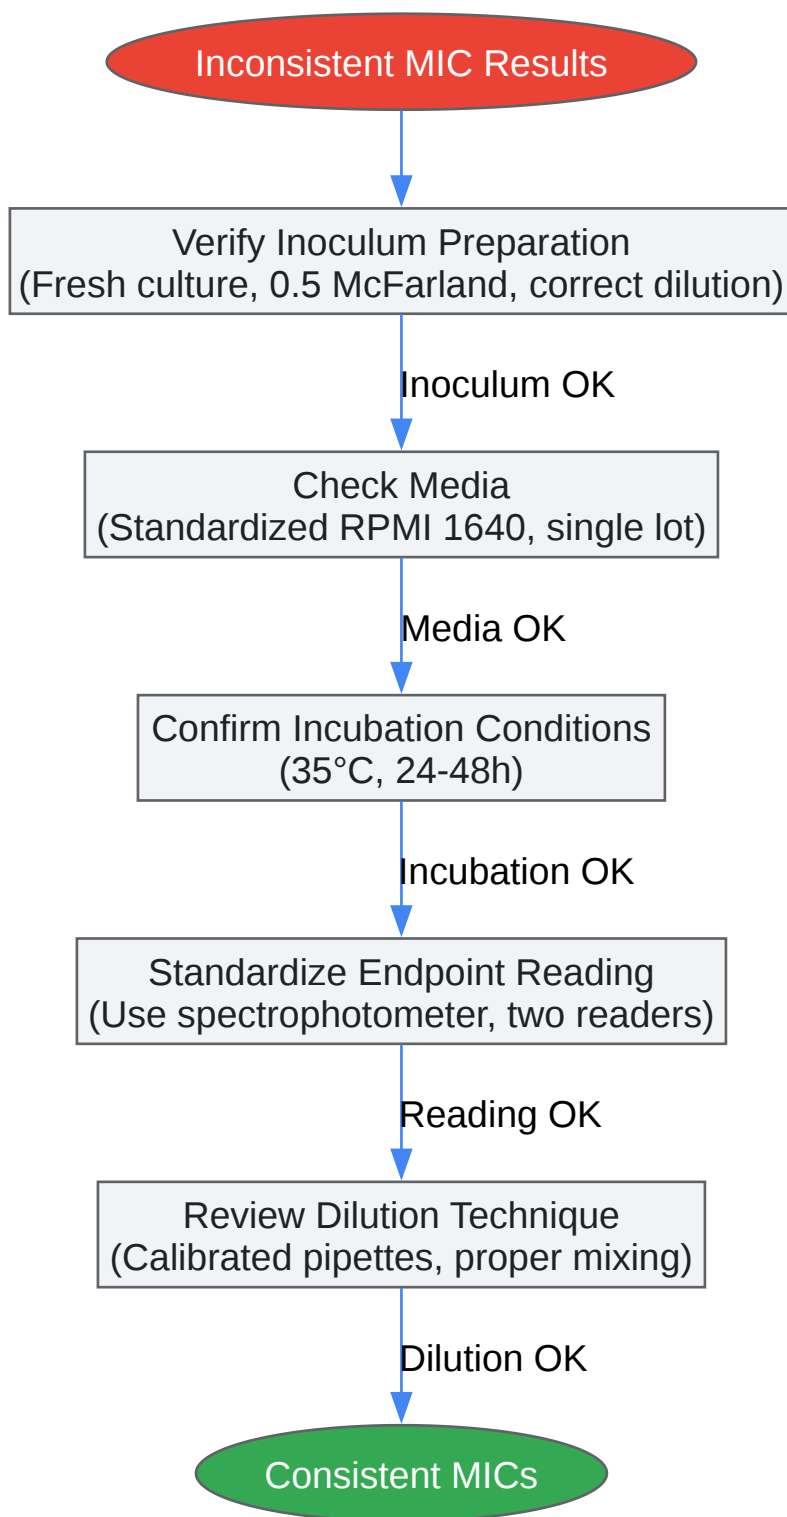 Inconsistent MIC Results
Verify Inoculum Preparation
(Fresh culture, 0.5 McFarland, correct dilution)
Inoculum OK
Check Media
(Standardized RPMI 1640, single lot)
Media OK
Confirm Incubation Conditions
(35°C, 24-48h)
Incubation OK
Standardize Endpoint Reading
(Use spectrophotometer, two readers)
Reading OK
Review Dilution Technique
(Calibrated pipettes, proper mixing)
Dilution OK
Consistent MICs